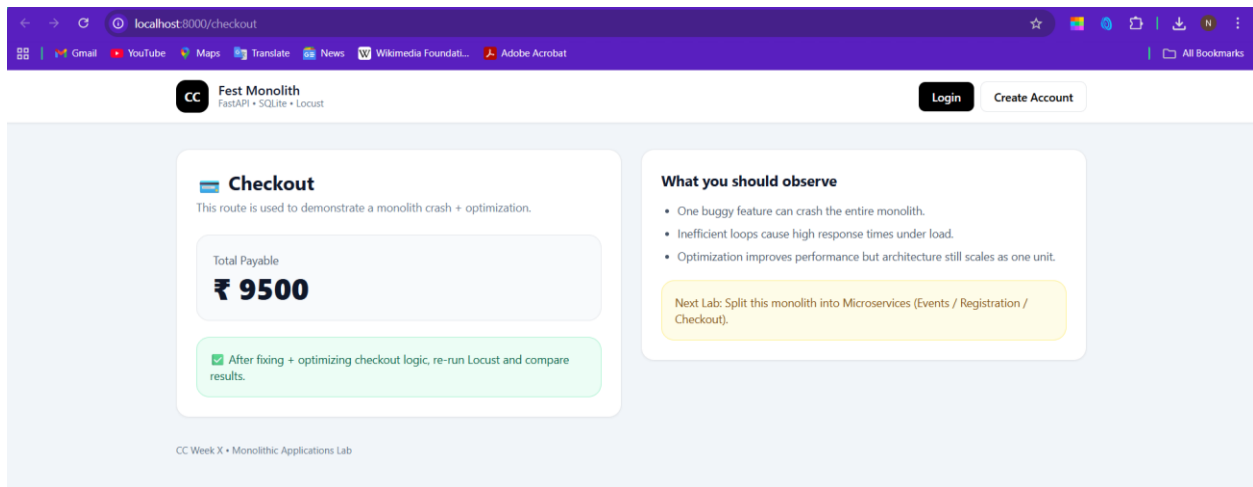 localhost:8000/checkout
N
Gmail
YouTube
Maps
Translate
News
Wikimedia Foundati...
Adobe Acrobat
All Bookmarks
CC
Fest Monolith
FastAPI • SQLite • Locust
Login
Create Account
Checkout
This route is used to demonstrate a monolith crash + optimization.
Total Payable
₹ 9500
✅ After fixing + optimizing checkout logic, re-run Locust and compare
results.
What you should observe
• One buggy feature can crash the entire monolith.
• Inefficient loops cause high response times under load.
• Optimization improves performance but architecture still scales as one unit.
Next Lab: Split this monolith into Microservices (Events / Registration /
Checkout).
CC Week X • Monolithic Applications Lab